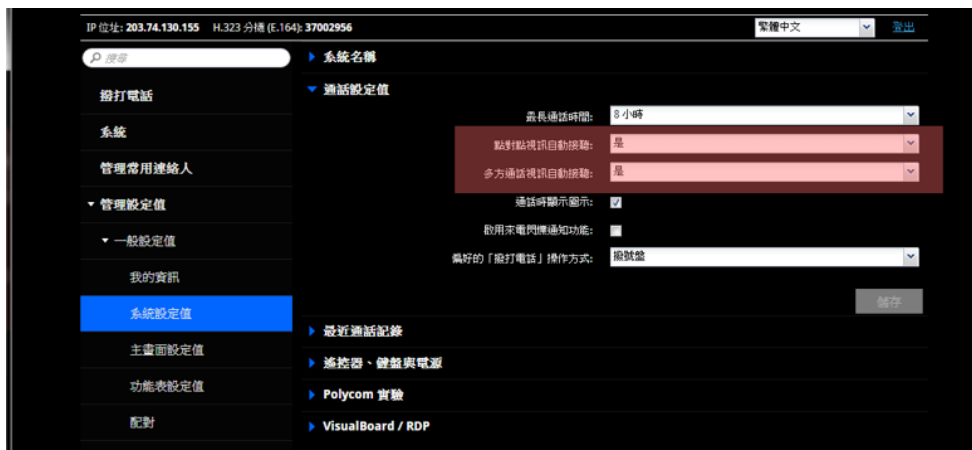 IP 位址: 203.74.130.155 H.323 分機 (E.164): 37002956 繁體中文 登出
搜尋
系統名稱
撥打電話
通話設定值
最長通話時間: 8 小時
系統
點對點視訊自動接聽: 是
管理常用連絡人
多方通話視訊自動接聽: 是
管理設定值
通話時顯示圖示:
一般設定值
啟用來電閃爍通知功能:
偏好的「撥打電話」操作方式: 撥號盤
我的資訊
儲存
系統設定值
最近通話記錄
主畫面設定值
遙控器、鍵盤與電源
功能表設定值
Polycom 實驗
配對
VisualBoard / RDP